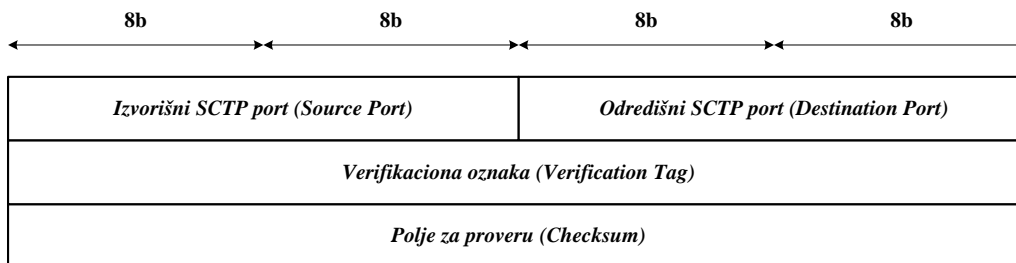 8b 8b 8b 8b
Izvorišni SCTP port (Source Port) Odredišni SCTP port (Destination Port)
Verifikaciona oznaka (Verification Tag)
Polje za proveru (Checksum)